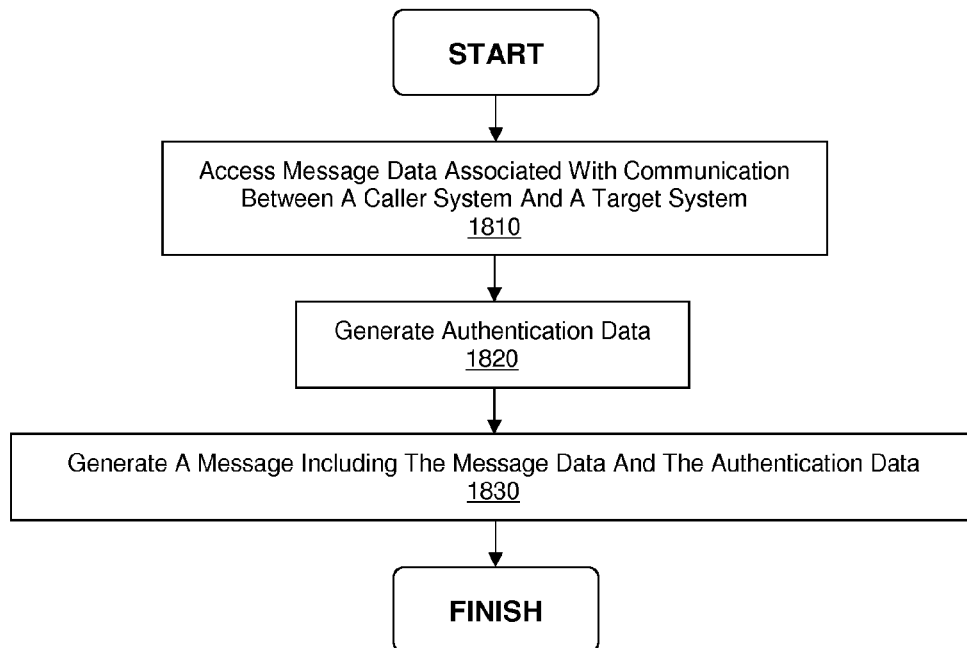 START
Access Message Data Associated With Communication
Between A Caller System And A Target System
1810
Generate Authentication Data
1820
Generate A Message Including The Message Data And The Authentication Data
1830
FINISH